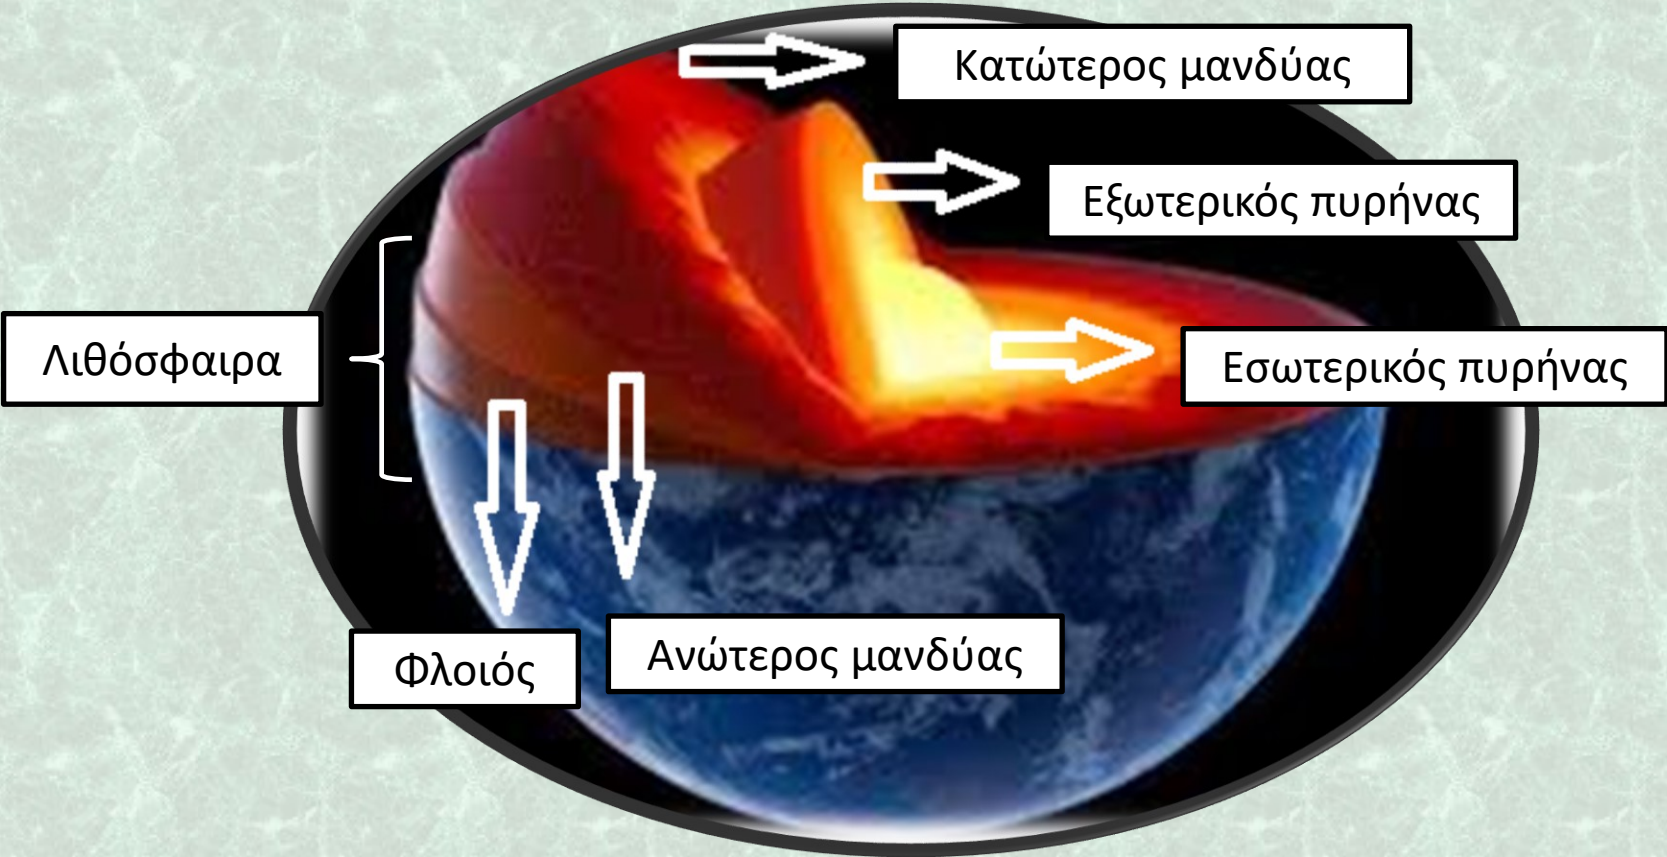 Κατώτερος μανδύας
Εξωτερικός πυρήνας
Λιθόσφαιρα
Εσωτερικός πυρήνας
Φλοιός
Ανώτερος μανδύας